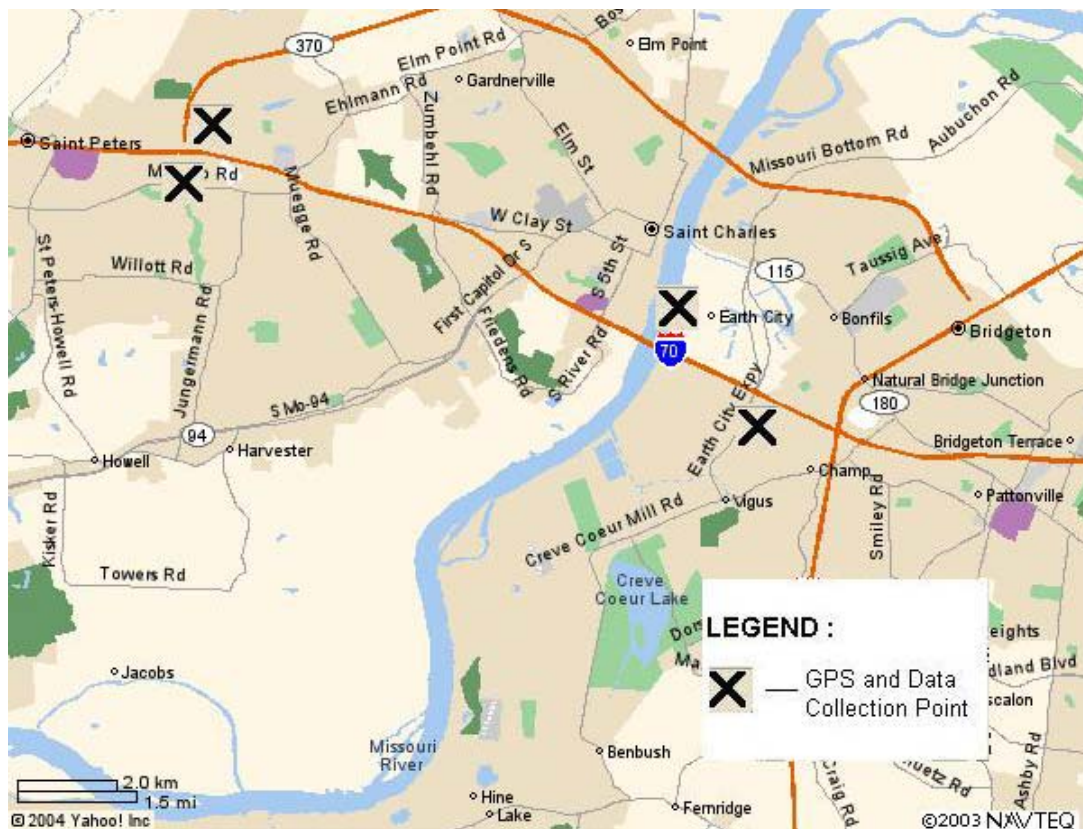 370
Elm Point Rd
Elm Point
Gardnerville
Ehlmann Rd
Zumbehl Rd
Elm St
Aubuchon Rd
Missouri Bottom Rd
Saint Peters
Rd
Muegge Rd
W Clay St
Saint Charles
S 5th St
First Capitol Dr S
115
Taussig Ave
St Peters-Howell Rd
Willott Rd
Jungermann Rd
Friedens Rd
S River Rd
Earth City
Bonfils
Bridgeton
70
Natural Bridge Junction
180
S Mo-94
94
Harvester
Howell
Earth City Expy
Bridgeton Terrace
Champ
Vigus
Pattonville
Smiley Rd
Kisker Rd
Creve Coeur Mill Rd
Towers Rd
Creve
Coeur Lake
LEGEND :
GPS and Data
Collection Point
Jacobs
Missouri
River
Benbush
Craig Rd
Ashby Rd
2.0 km
1.5 mi
Hine
Lake
Fernridge
© 2004 Yahoo! Inc
©2003 NAVTEQ